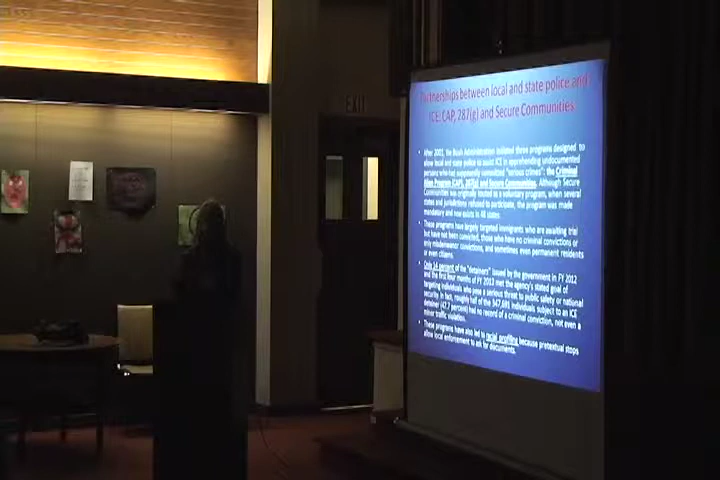 EXIT
Partnerships between local and state police and
ICE: CAP, 287(g) and Secure Communities
• After 2001, the Bush Administration initiated three programs designed to
allow local and state police to assist ICE in apprehending undocumented
persons who had supposedly committed "serious crimes": the Criminal
Alien Program (CAP), 287(g) and Secure Communities. Although Secure
Communities was originally touted as a voluntary program, when several
states and jurisdictions refused to participate, the program was made
mandatory and now exists in 48 states.
• These programs have largely targeted immigrants who are awaiting trial
but have not been convicted, those who have no criminal convictions or
only misdemeanor convictions, and sometimes even permanent residents
or even citizens.
• Only 14 percent of the "detainers" issued by the government in FY 2012
and the first four months of FY 2013 met the agency's stated goal of
targeting individuals who pose a serious threat to public safety or national
security. In fact, roughly half of the 347,691 individuals subject to an ICE
detainer (47.7 percent) had no record of a criminal conviction, not even a
minor traffic violation.
• These programs have also led to racial profiling because pretextual stops
allow local enforcement to ask for documents.